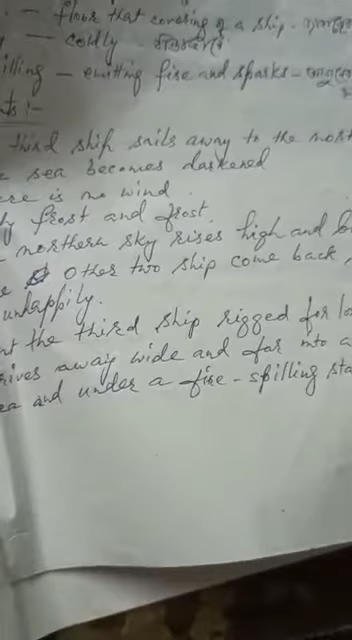 - floor that covering of a ship.
- coldly -
illing - emitting fire and sparks -
ts :-
third ship sails away to the
sea becomes darkened
ere is no wind.
frost and frost.
northern sky rises high and
Other two ship come back,
unhappily.
the third ship rigged for
rives away wide and far into a
ea and under a fire - spilling sta